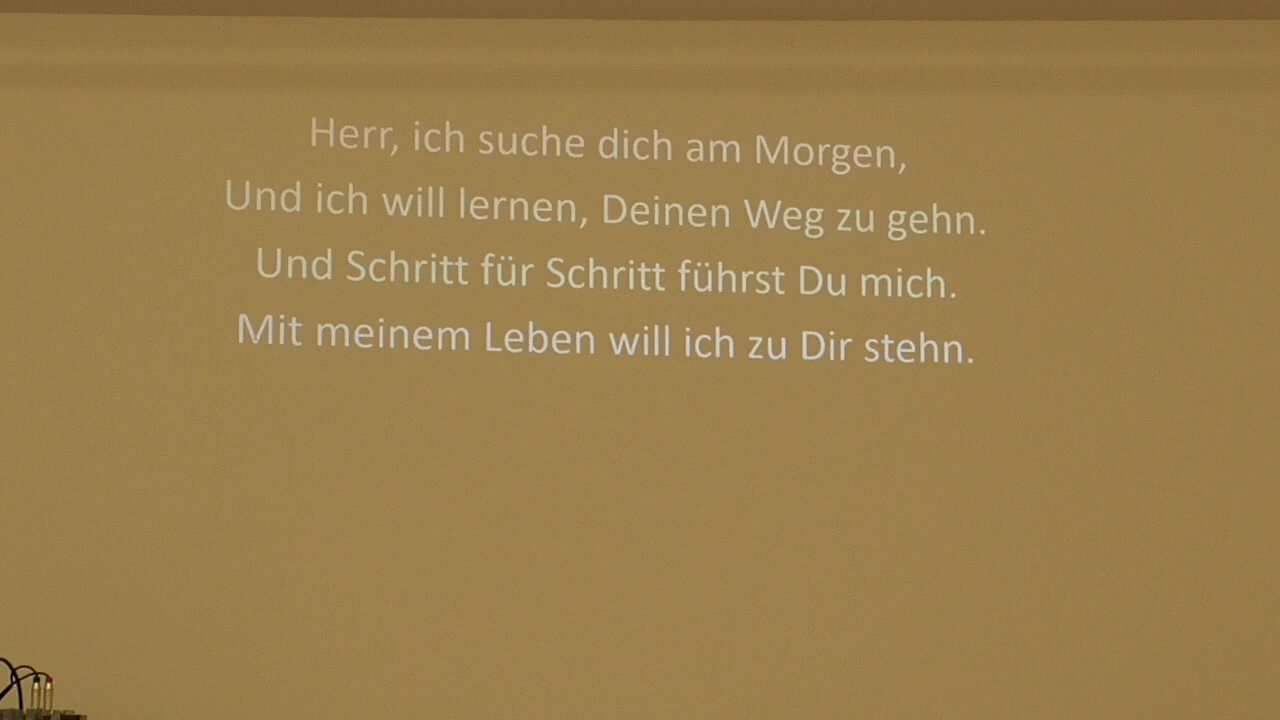 Herr, ich suche dich am Morgen,
Und ich will lernen, Deinen Weg zu gehn.
Und Schritt für Schritt führst Du mich.
Mit meinem Leben will ich zu Dir stehn.